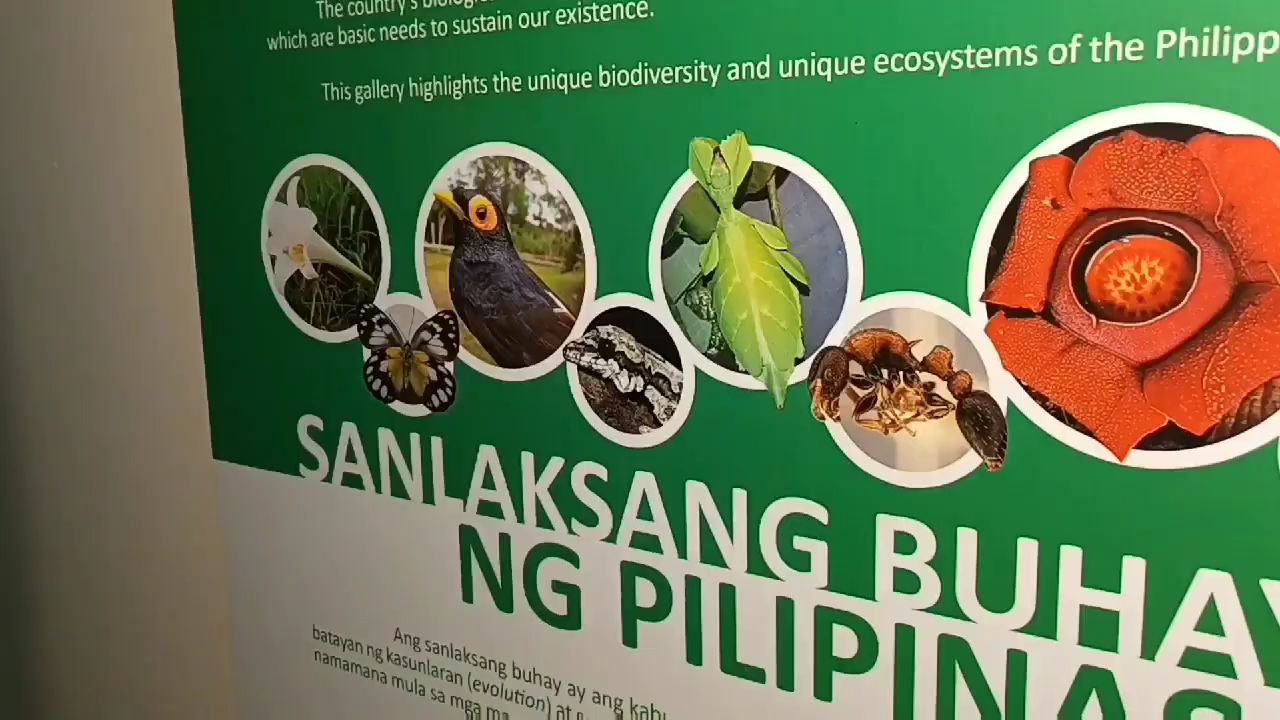 The country's
which are basic needs to sustain our existence.
This gallery highlights the unique biodiversity and unique ecosystems of the Philipp
SANLAKSANG BUHAY
NG PILIPINAS
Ang sanlaksang buhay ay ang
batayan ng kasunlaran (evolution) at
namamana mula sa mga